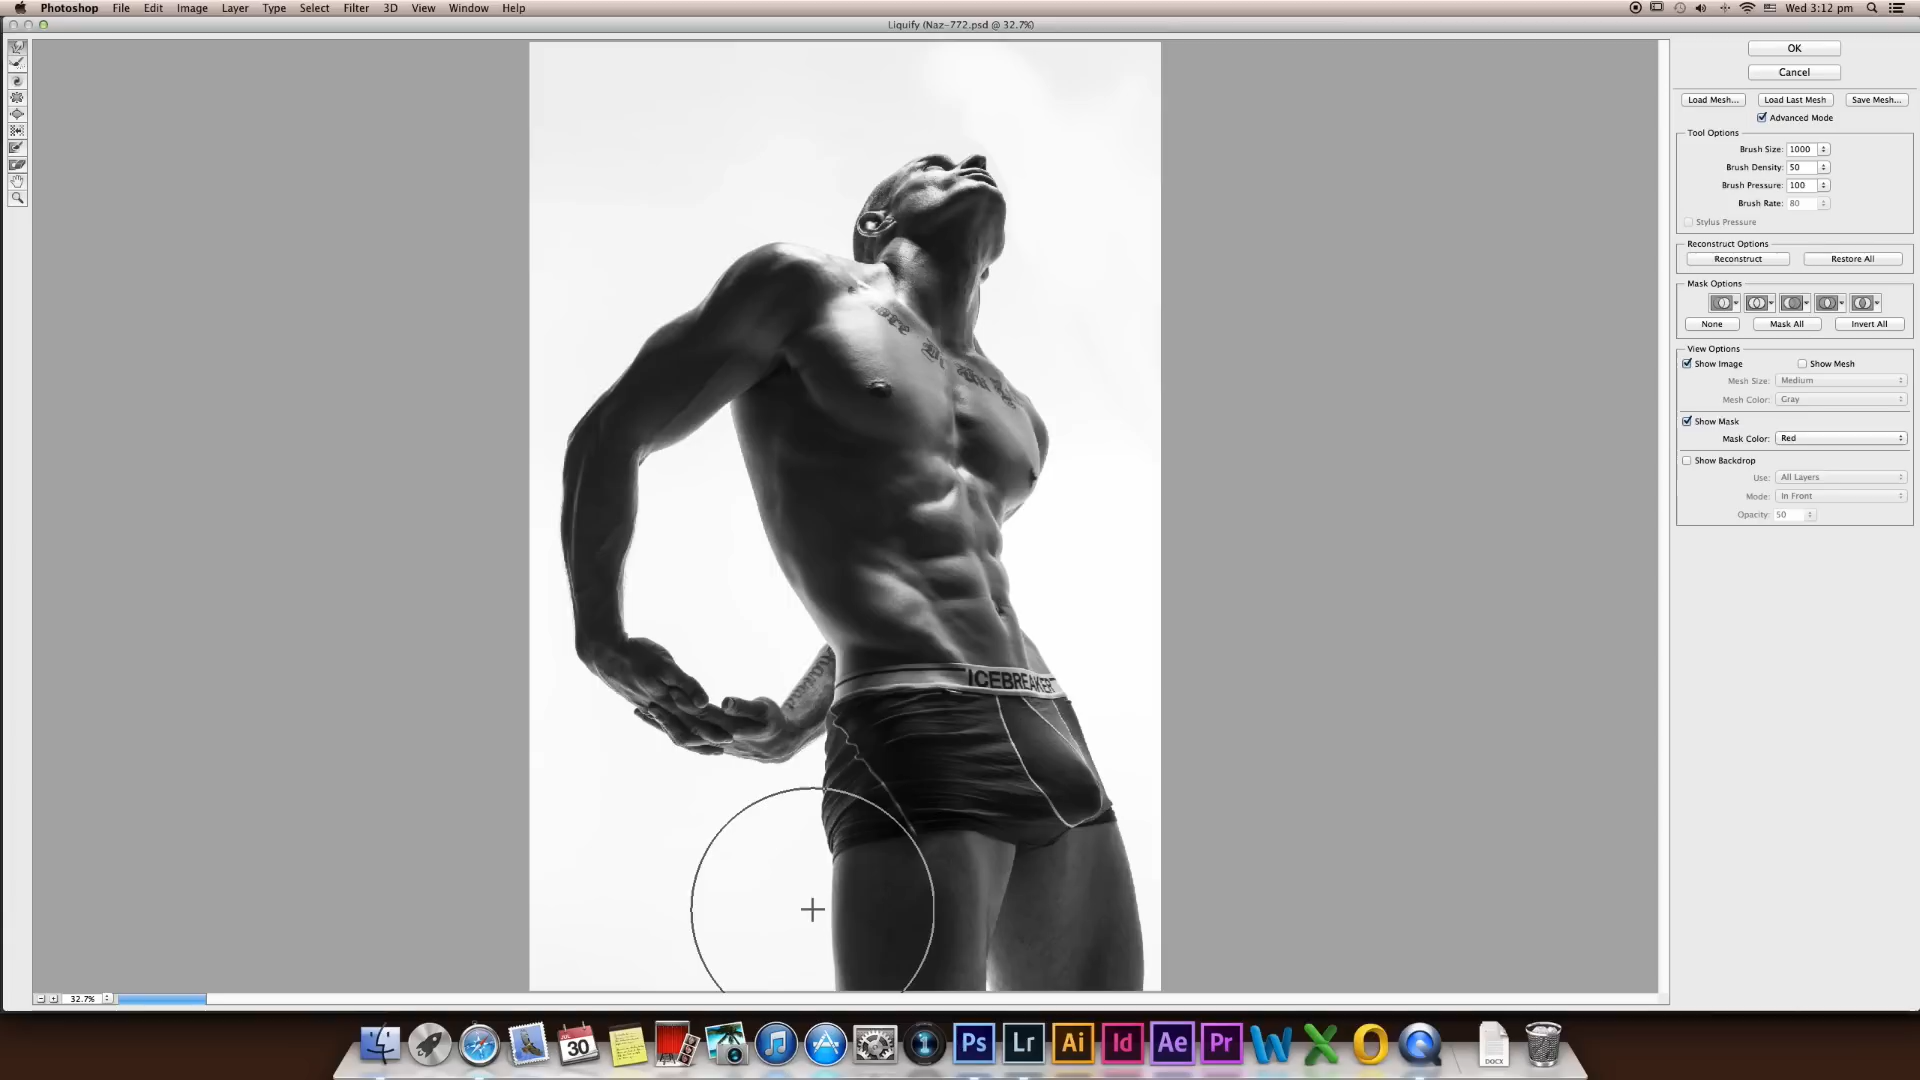 Photoshop File Edit Image Layer Type Select Filter 3D View Window Help Wed 3:12 pm
Liquify (Naz-772.psd @ 32.7%)
OK
Cancel
Load Mesh... Load Last Mesh Save Mesh...
Advanced Mode
Tool Options
Brush Size: 1000
Brush Density: 50
Brush Pressure: 100
Brush Rate: 80
Stylus Pressure
Reconstruct Options
Reconstruct Restore All
Mask Options
None Mask All Invert All
View Options
Show Image Show Mesh
Mesh Size: Medium
Mesh Color: Gray
Show Mask
Mask Color: Red
Show Backdrop
Use: All Layers
Mode: In Front
Opacity: 50
ICEBREAKER
32.7%
JUL
30
Ps Lr Ai Id Ae Pr W X O
DOCX